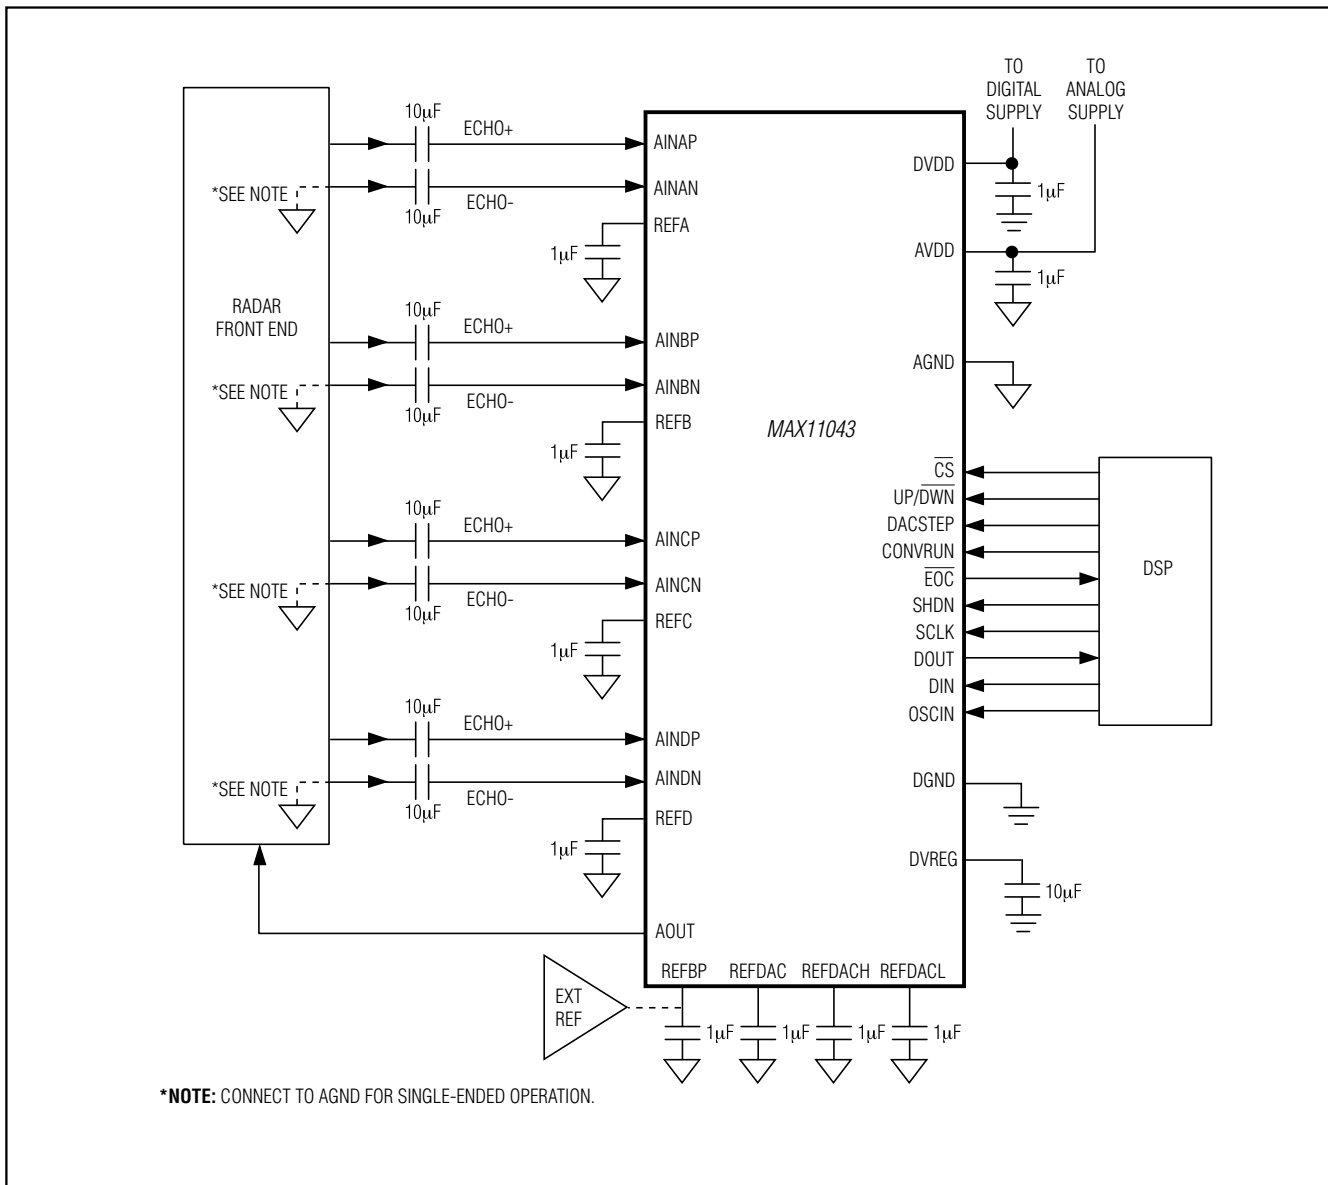 TO
DIGITAL
SUPPLY
TO
ANALOG
SUPPLY
10µF
ECHO+
AINAP
*SEE NOTE
10µF
ECHO-
AINAN
REFA
1µF
RADAR
FRONT END
10µF
ECHO+
AINBP
*SEE NOTE
10µF
ECHO-
AINBN
REFB
1µF
10µF
ECHO+
AINCP
*SEE NOTE
10µF
ECHO-
AINCN
REFC
1µF
10µF
ECHO+
AINDP
*SEE NOTE
10µF
ECHO-
AINDN
REFD
1µF
AOUT
MAX11043
DVDD
1µF
AVDD
1µF
AGND
C̅S̅
UP/D̅W̅N̅
DACSTEP
CONVRUN
E̅O̅C̅
SHDN
SCLK
DOUT
DIN
OSCIN
DSP
DGND
DVREG
10µF
REFBP REFDAC REFDACH REFDACL
EXT
REF
1µF 1µF 1µF 1µF
*NOTE: CONNECT TO AGND FOR SINGLE-ENDED OPERATION.